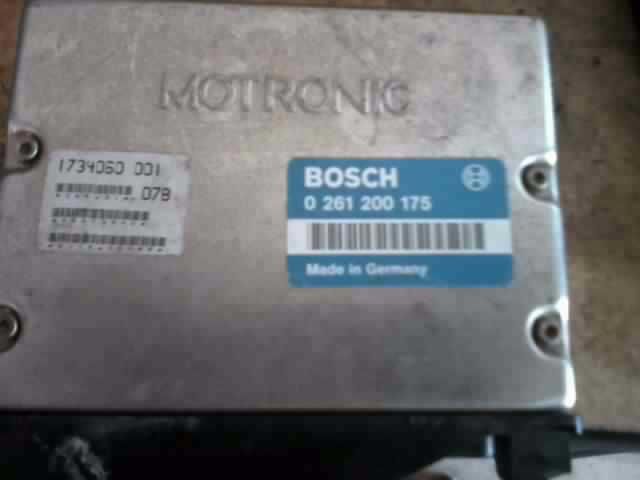 MOTRONIC
1734060 001
078
BOSCH
0 261 200 175
Made in Germany